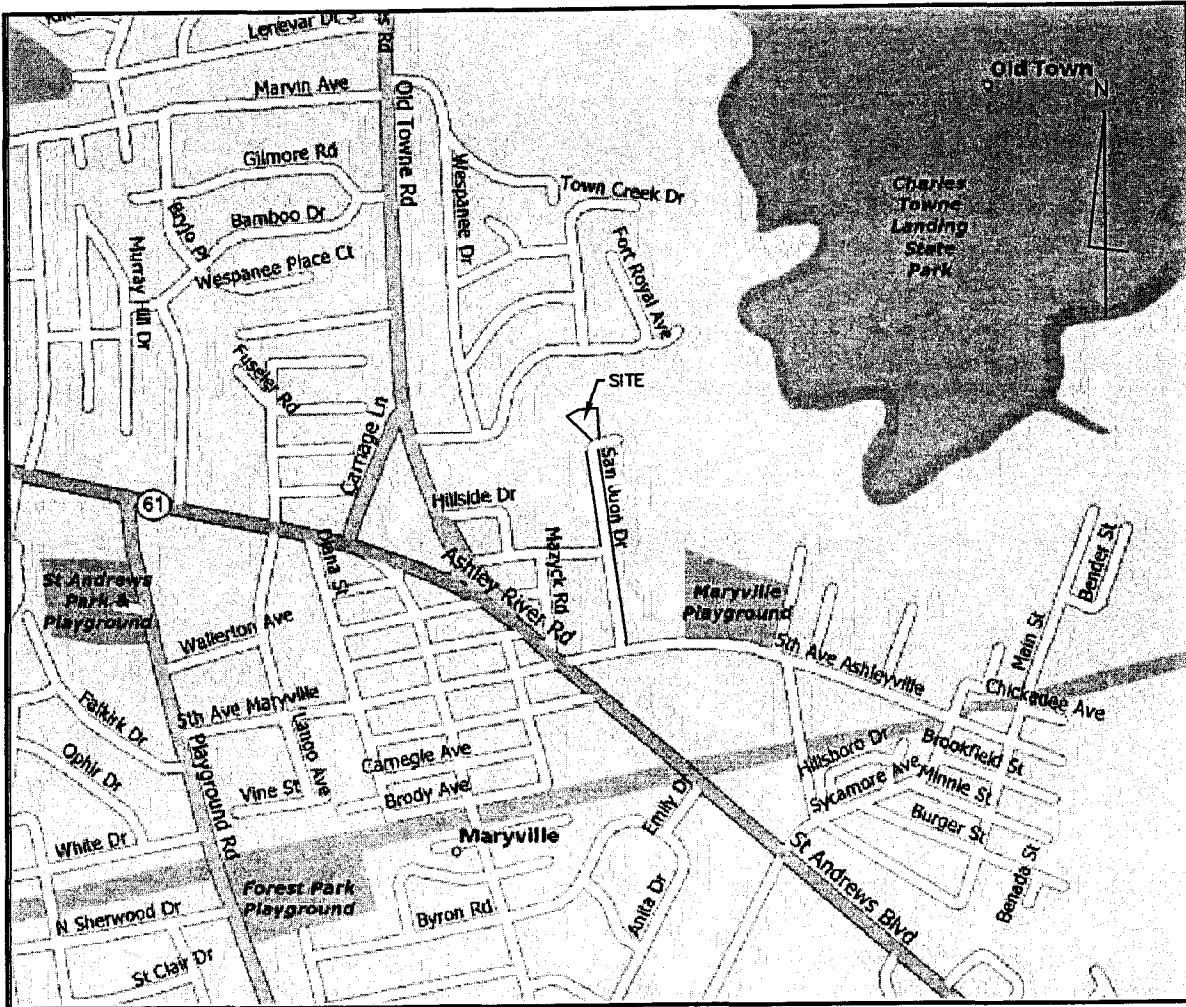 Lenevar Dr
Rd
Old Town
N
Marvin Ave
Old Towne Rd
Gilmore Rd
Wespanee Dr
Town Creek Dr
Charles
Towne
Landing
State
Park
Brylo Pl
Bamboo Dr
Murray Hill Dr
Wespanee Place Ct
Fort Royal Ave
Fuseler Rd
SITE
Carriage Ln
San Juan Dr
61
Hillside Dr
Diana St
Ashley River Rd
Mazyck Rd
St Andrews
Park &
Playground
Maryville
Playground
Bender St
Main St
Wallerton Ave
5th Ave Ashleyville
Chickadee Ave
Falkirk Dr
5th Ave Maryville
Playground Rd
Ophir Dr
Carnegie Ave
Hillsboro Dr
Brookfield St
Vine St
Brody Ave
Emily Dr
Sycamore Ave
Minnie St
Burger St
White Dr
Maryville
St Andrews Blvd
Benada St
Forest Park
Playground
N Sherwood Dr
Byron Rd
Anita Dr
St Clair Dr